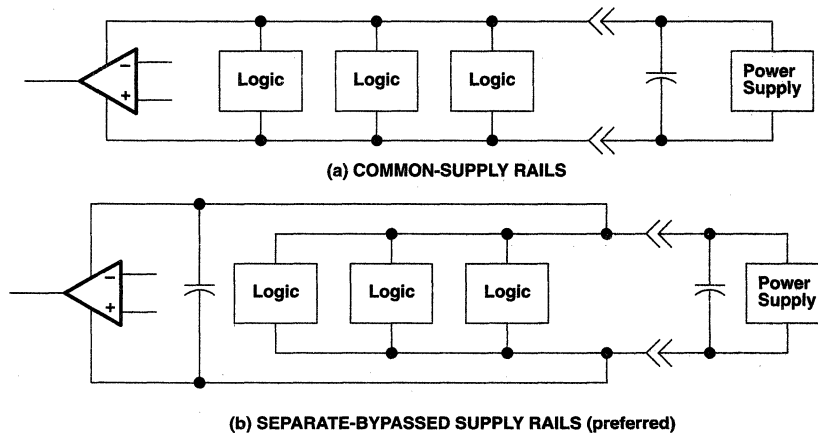 −
+
Logic
Logic
Logic
Power
Supply
(a) COMMON-SUPPLY RAILS
−
+
Logic
Logic
Logic
Power
Supply
(b) SEPARATE-BYPASSED SUPPLY RAILS (preferred)